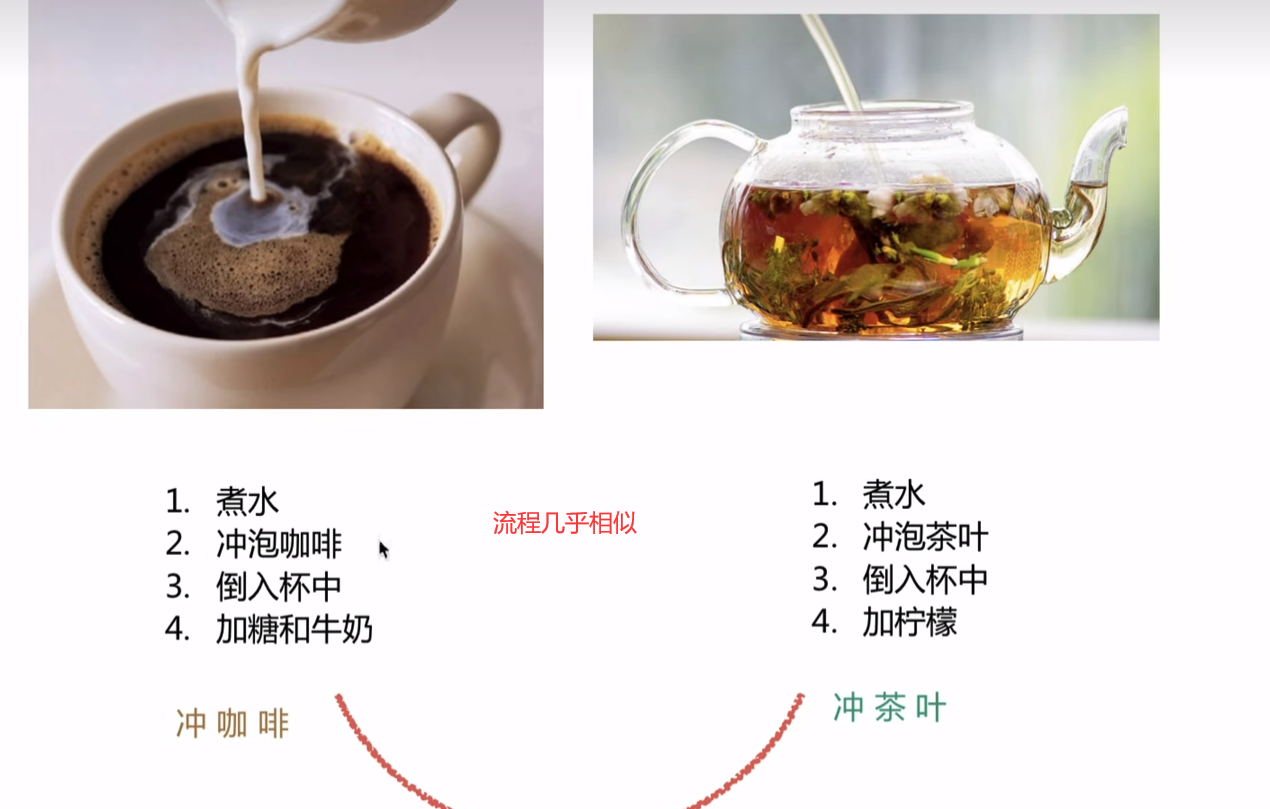 1. 煮水
2. 冲泡咖啡
3. 倒入杯中
4. 加糖和牛奶
冲咖啡
流程几乎相似
1. 煮水
2. 冲泡茶叶
3. 倒入杯中
4. 加柠檬
冲茶叶